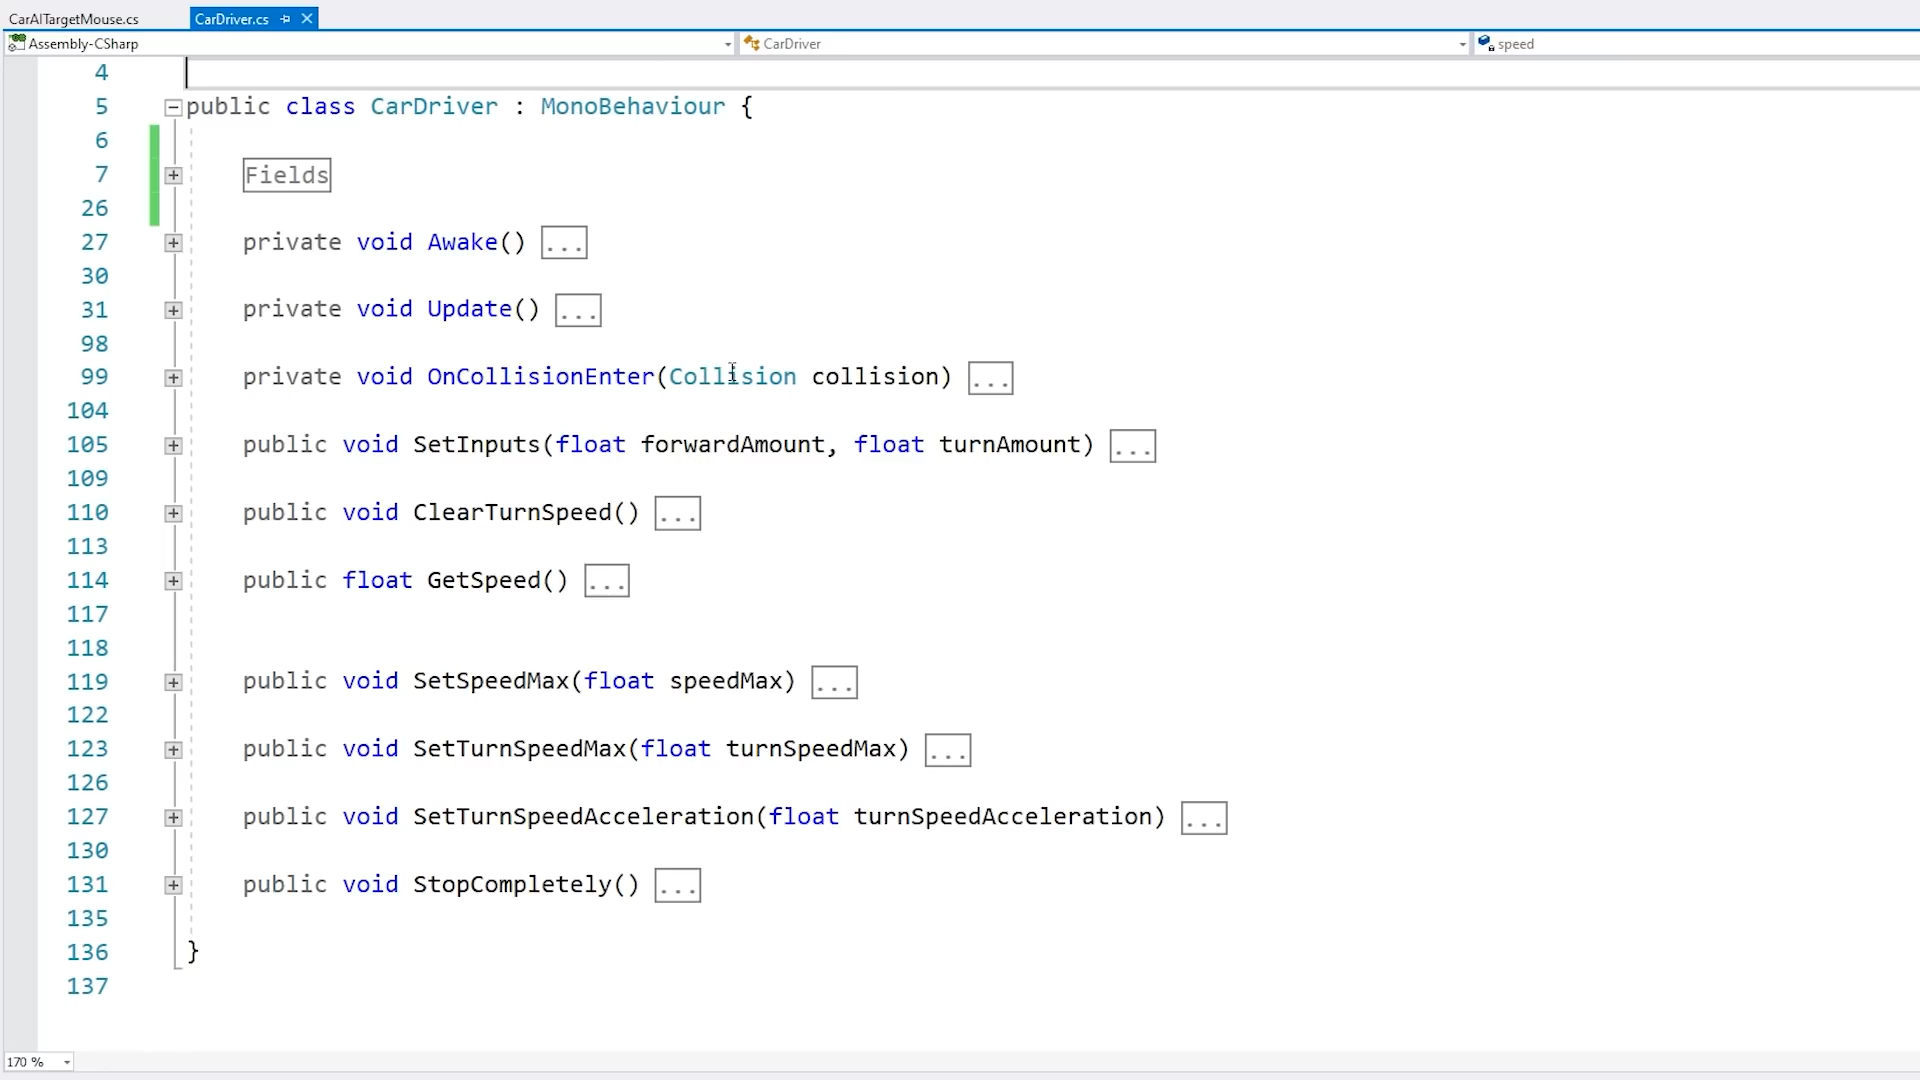 CarAITargetMouse.cs CarDriver.cs
Assembly-CSharp CarDriver speed
4
5 public class CarDriver : MonoBehaviour {
6
7 Fields
26
27 private void Awake() ...
30
31 private void Update() ...
98
99 private void OnCollisionEnter(Collision collision) ...
104
105 public void SetInputs(float forwardAmount, float turnAmount) ...
109
110 public void ClearTurnSpeed() ...
113
114 public float GetSpeed() ...
117
118
119 public void SetSpeedMax(float speedMax) ...
122
123 public void SetTurnSpeedMax(float turnSpeedMax) ...
126
127 public void SetTurnSpeedAcceleration(float turnSpeedAcceleration) ...
130
131 public void StopCompletely() ...
135
136 }
137
170 %